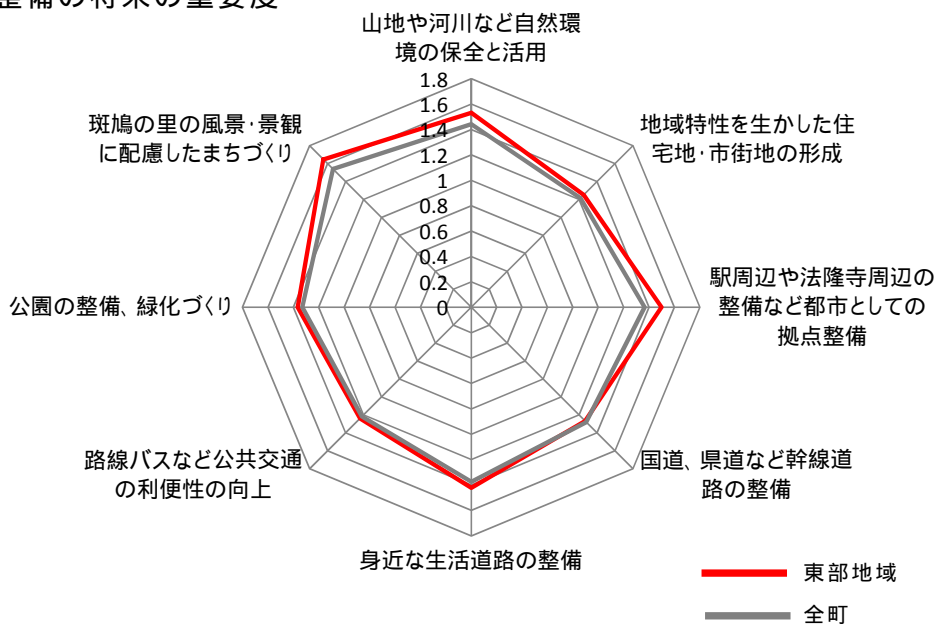 整備の将来の重要度
山地や河川など自然環
境の保全と活用
1.8
1.6
1.4
1.2
1
0.8
0.6
0.4
0.2
0
地域特性を生かした住
宅地・市街地の形成
駅周辺や法隆寺周辺の
整備など都市としての
拠点整備
国道、県道など幹線道
路の整備
身近な生活道路の整備
路線バスなど公共交通
の利便性の向上
公園の整備、緑化づくり
斑鳩の里の風景・景観
に配慮したまちづくり
東部地域
全町